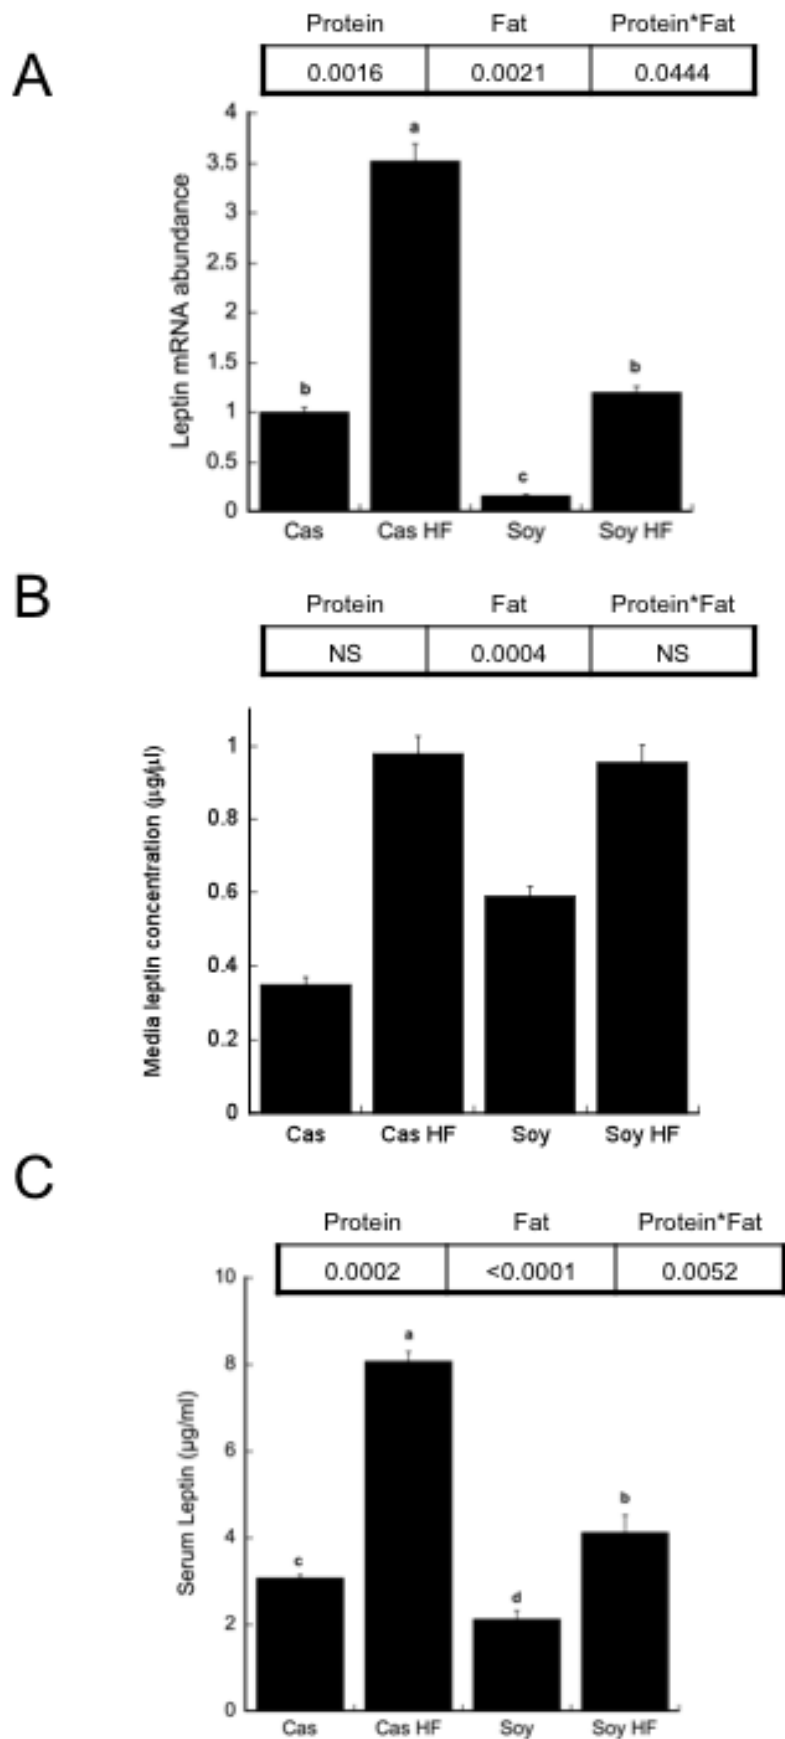 A
Protein Fat Protein*Fat
0.0016 0.0021 0.0444
Leptin mRNA abundance
4
3.5
3
2.5
2
1.5
1
0.5
0
a
b
b
c
Cas Cas HF Soy Soy HF
B
Protein Fat Protein*Fat
NS 0.0004 NS
Media leptin concentration (µg/µl)
1
0.8
0.6
0.4
0.2
0
Cas Cas HF Soy Soy HF
C
Protein Fat Protein*Fat
0.0002 <0.0001 0.0052
Serum Leptin (µg/ml)
10
8
6
4
2
0
a
b
c
d
Cas Cas HF Soy Soy HF